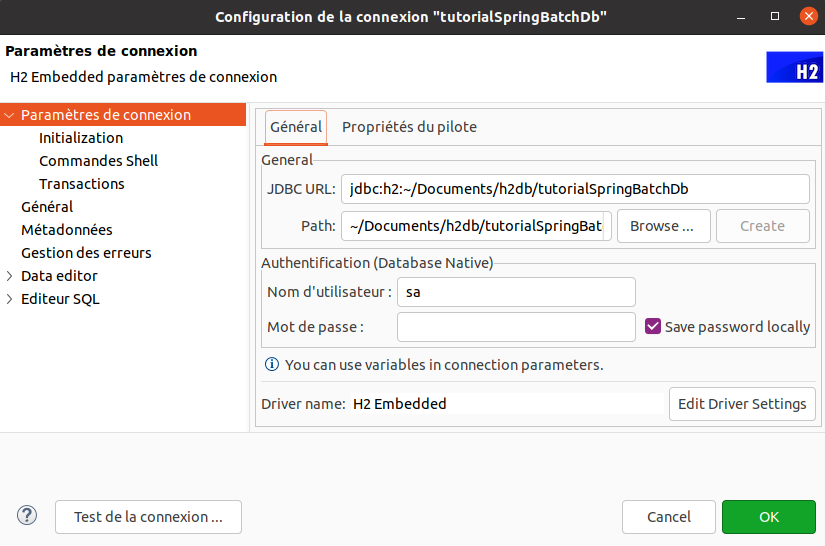 Configuration de la connexion "tutorialSpringBatchDb"
Paramètres de connexion
H2 Embedded paramètres de connexion
H2
Paramètres de connexion
Initialization
Commandes Shell
Transactions
Général
Métadonnées
Gestion des erreurs
Data editor
Editeur SQL
Général Propriétés du pilote
General
JDBC URL: jdbc:h2:~/Documents/h2db/tutorialSpringBatchDb
Path: ~/Documents/h2db/tutorialSpringBat Browse ... Create
Authentification (Database Native)
Nom d'utilisateur : sa
Mot de passe : Save password locally
You can use variables in connection parameters.
Driver name: H2 Embedded Edit Driver Settings
? Test de la connexion ... Cancel OK